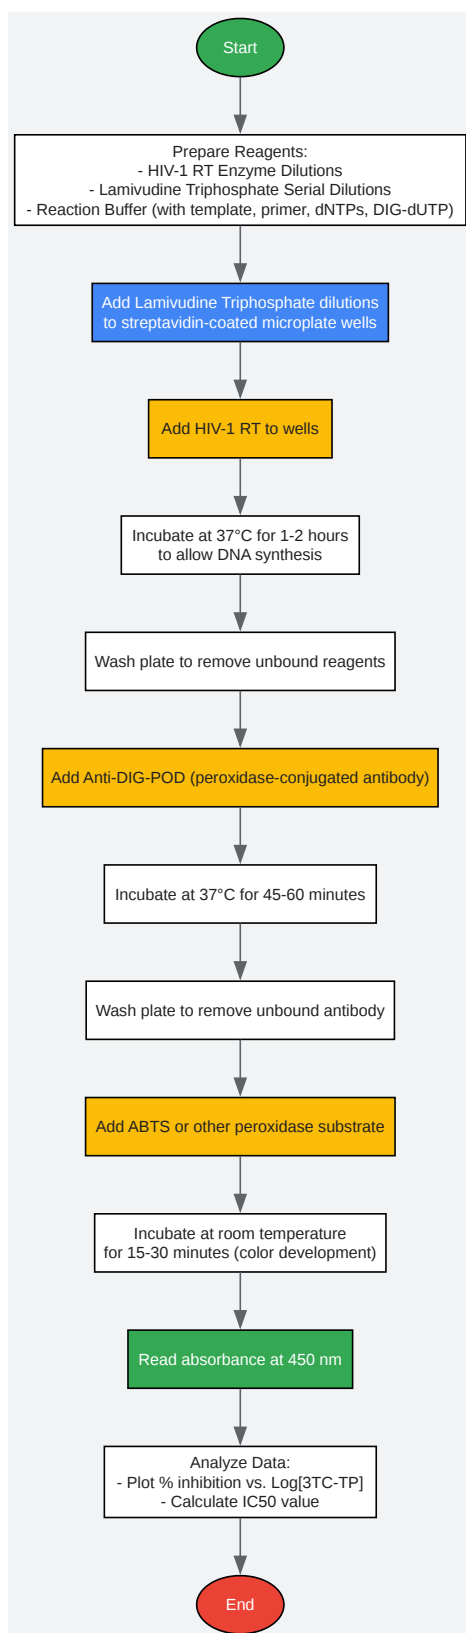 Start
Prepare Reagents:
- HIV-1 RT Enzyme Dilutions
- Lamivudine Triphosphate Serial Dilutions
- Reaction Buffer (with template, primer, dNTPs, DIG-dUTP)
Add Lamivudine Triphosphate dilutions
to streptavidin-coated microplate wells
Add HIV-1 RT to wells
Incubate at 37°C for 1-2 hours
to allow DNA synthesis
Wash plate to remove unbound reagents
Add Anti-DIG-POD (peroxidase-conjugated antibody)
Incubate at 37°C for 45-60 minutes
Wash plate to remove unbound antibody
Add ABTS or other peroxidase substrate
Incubate at room temperature
for 15-30 minutes (color development)
Read absorbance at 450 nm
Analyze Data:
- Plot % inhibition vs. Log[3TC-TP]
- Calculate IC50 value
End